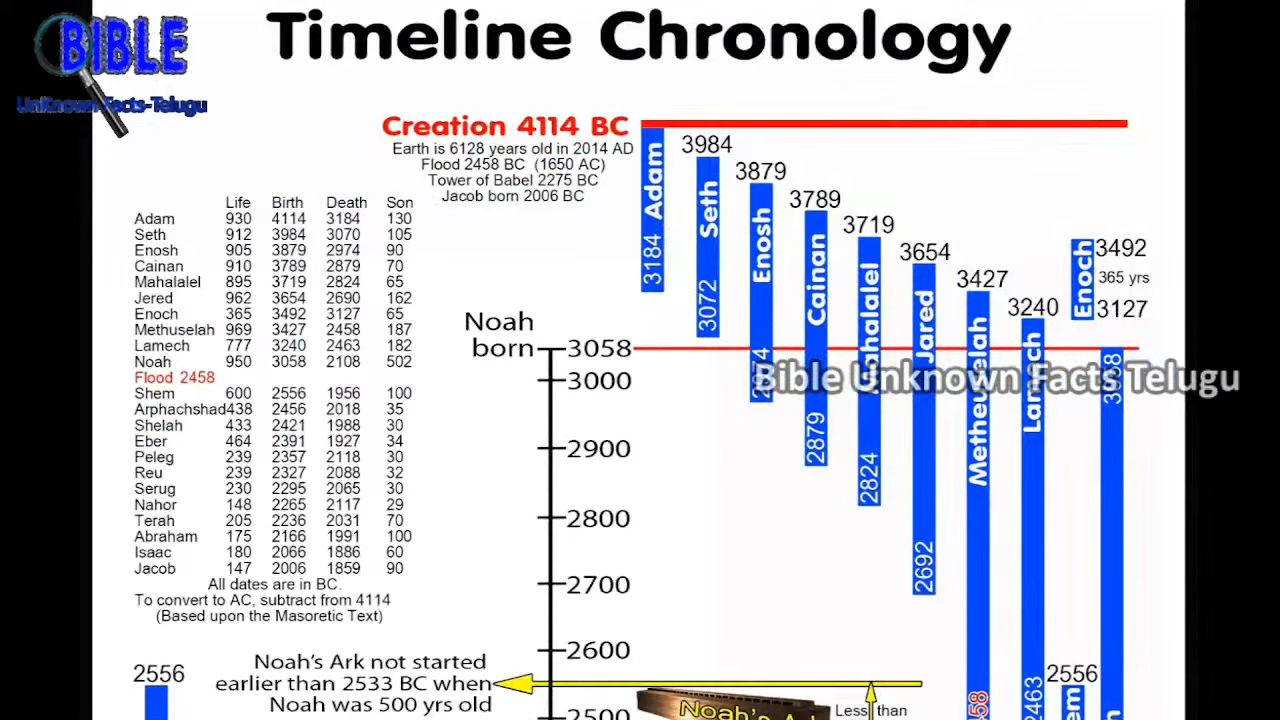 Timeline Chronology
BIBLE
UnKnown Facts-Telugu
Creation 4114 BC
Earth is 6128 years old in 2014 AD
Flood 2458 BC (1650 AC)
Tower of Babel 2275 BC
Jacob born 2006 BC
Life Birth Death Son
Adam 930 4114 3184 130
Seth 912 3984 3070 105
Enosh 905 3879 2974 90
Cainan 910 3789 2879 70
Mahalalel 895 3719 2824 65
Jered 962 3654 2690 162
Enoch 365 3492 3127 65
Methuselah 969 3427 2458 187
Lamech 777 3240 2463 182
Noah 950 3058 2108 502
Flood 2458
Shem 600 2556 1956 100
Arphachshad 438 2456 2018 35
Shelah 433 2421 1988 30
Eber 464 2391 1927 34
Peleg 239 2357 2118 30
Reu 239 2327 2088 32
Serug 230 2295 2065 30
Nahor 148 2265 2117 29
Terah 205 2236 2031 70
Abraham 175 2166 1991 100
Isaac 180 2066 1886 60
Jacob 147 2006 1859 90
All dates are in BC.
To convert to AC, subtract from 4114
(Based upon the Masoretic Text)
Adam
3184
3984
Seth
3072
3879
Enosh
2974
3789
Cainan
2879
3719
Mahalalel
2824
3654
Jared
2692
3427
Metheuselah
3240
Lamech
2463
Enoch
3492
365 yrs
3127
3058
Bible Unknown Facts Telugu
Noah
born
3058
3000
2900
2800
2700
2600
2500
2556
Noah's Ark not started
earlier than 2533 BC when
Noah was 500 yrs old
Noah's Ark
Less than
2556